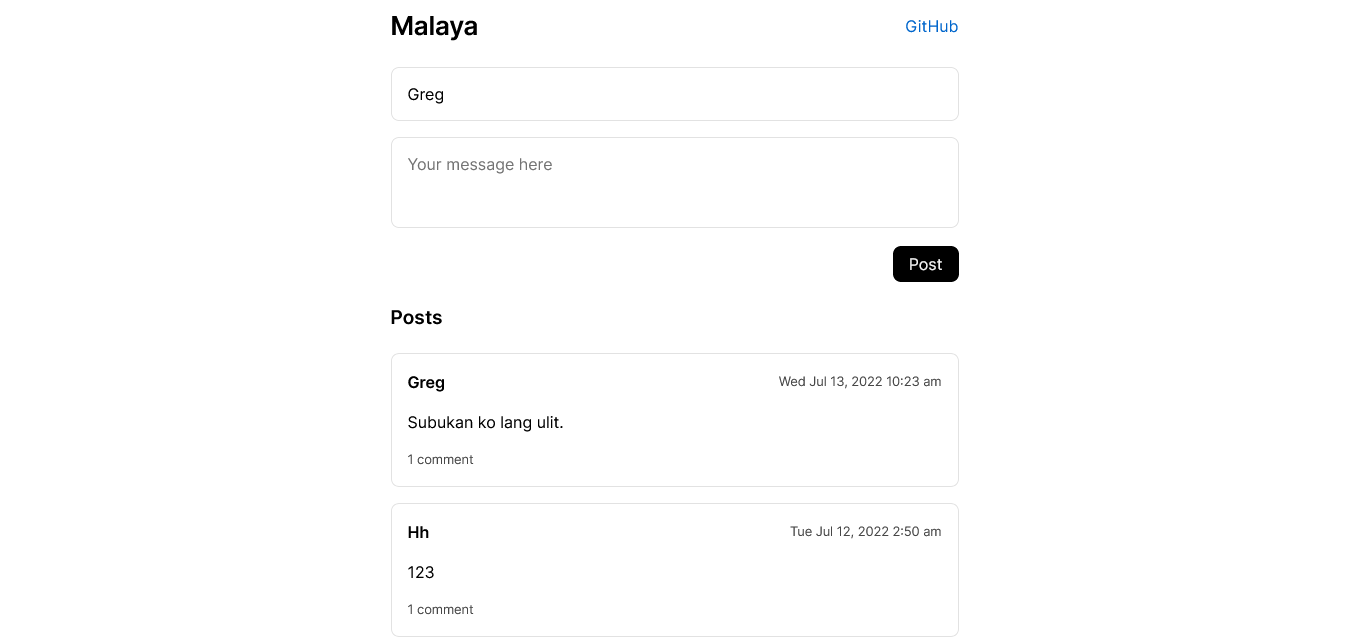 Malaya
GitHub
Greg
Your message here
Post
Posts
Greg
Wed Jul 13, 2022 10:23 am
Subukan ko lang ulit.
1 comment
Hh
Tue Jul 12, 2022 2:50 am
123
1 comment